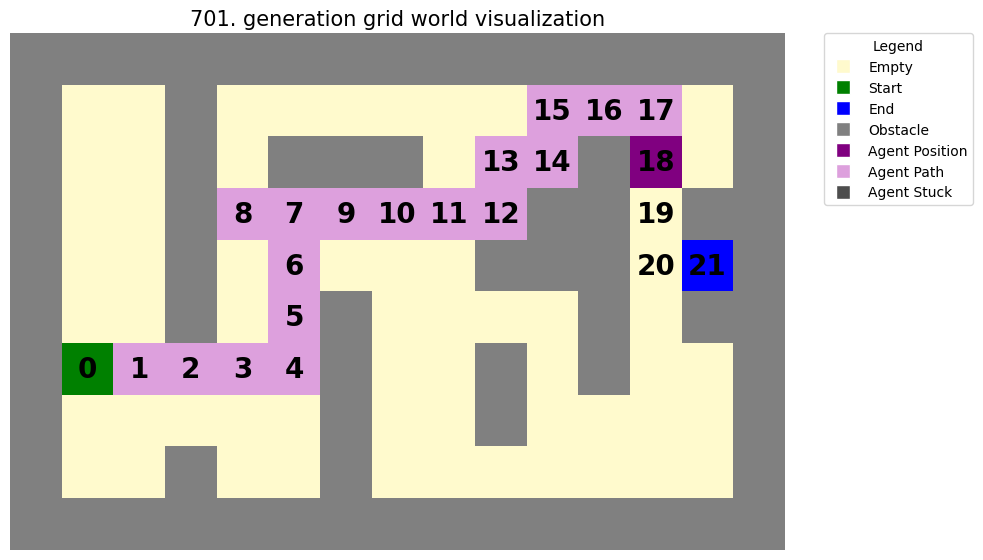 701. generation grid world visualization
15 16 17
13 14 18
8 7 9 10 11 12 19
6 20 21
5
0 1 2 3 4
Legend
Empty
Start
End
Obstacle
Agent Position
Agent Path
Agent Stuck